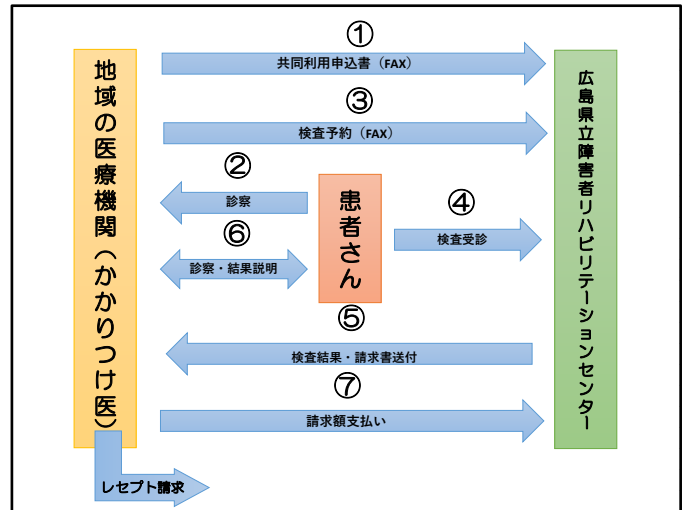 ①
共同利用申込書（FAX）
③
検査予約（FAX）
②
診察
④
検査受診
⑥
診察・結果説明
⑤
検査結果・請求書送付
⑦
請求額支払い
地域の医療機関（かかりつけ医）
患者さん
広島県立障害者リハビリテーションセンター
レセプト請求